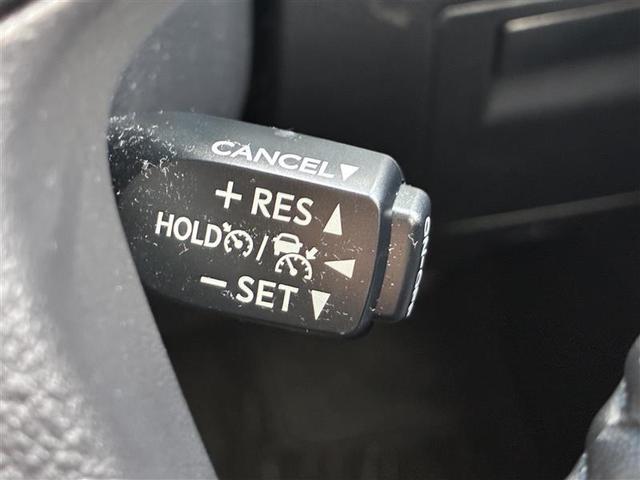 CANCEL▼
+ RES ▲
HOLD / ◀
− SET ▼